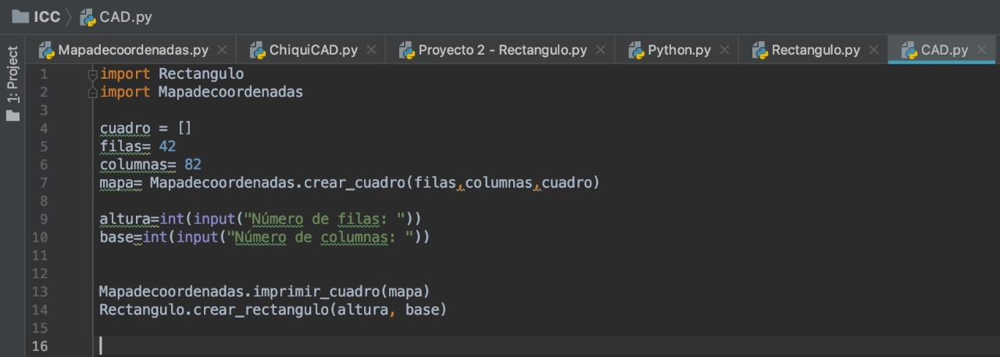 ICC CAD.py
Mapadecoordenadas.py ChiquiCAD.py Proyecto 2 - Rectangulo.py Python.py Rectangulo.py CAD.py
1: Project
1 import Rectangulo
2 import Mapadecoordenadas
3
4 cuadro = []
5 filas= 42
6 columnas= 82
7 mapa= Mapadecoordenadas.crear_cuadro(filas,columnas,cuadro)
8
9 altura=int(input("Número de filas: "))
10 base=int(input("Número de columnas: "))
11
12
13 Mapadecoordenadas.imprimir_cuadro(mapa)
14 Rectangulo.crear_rectangulo(altura, base)
15
16